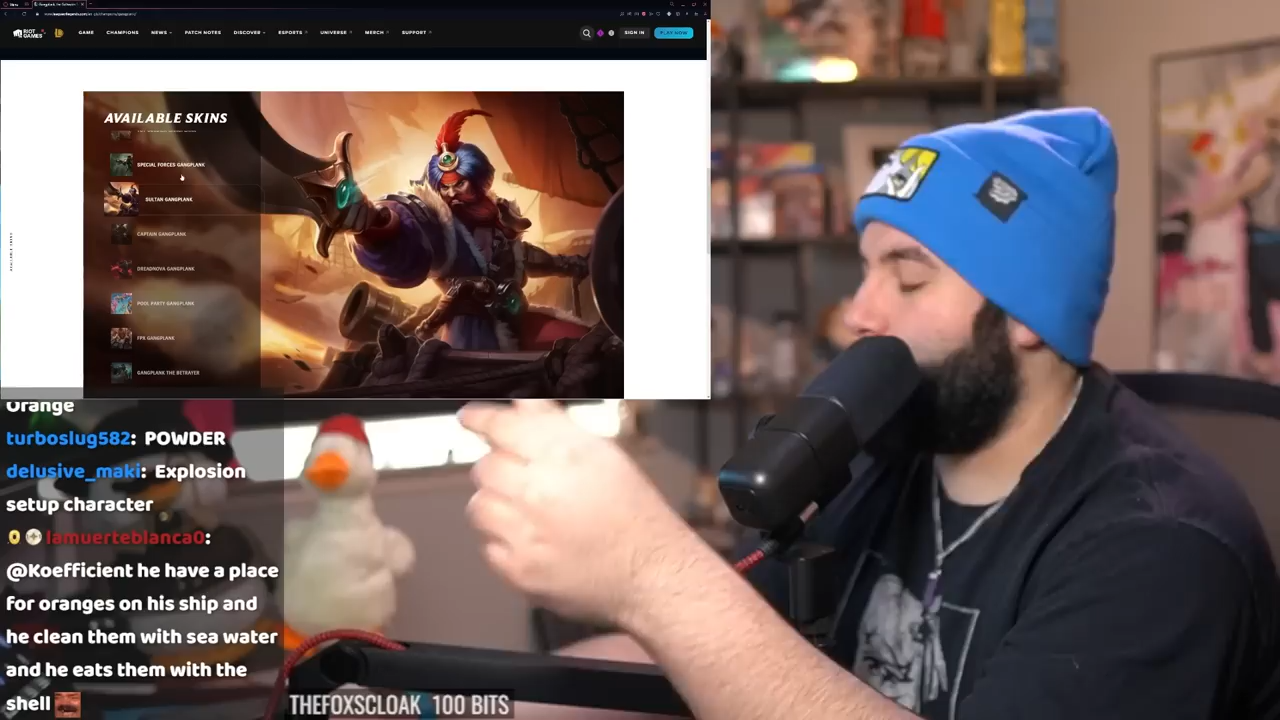 RIOT GAMES
GAME
CHAMPIONS
NEWS
PATCH NOTES
DISCOVER
ESPORTS
UNIVERSE
MERCH
SUPPORT
SIGN IN
PLAY NOW
AVAILABLE SKINS
SPECIAL FORCES GANGPLANK
SULTAN GANGPLANK
CAPTAIN GANGPLANK
DREADNOVA GANGPLANK
POOL PARTY GANGPLANK
FPX GANGPLANK
GANGPLANK THE BETRAYER
Orange
turboslug582: POWDER
delusive_maki: Explosion
setup character
lamuerteblanca0:
@Koefficient he have a place
for oranges on his ship and
he clean them with sea water
and he eats them with the
shell
THEFOXSCLOAK 100 BITS